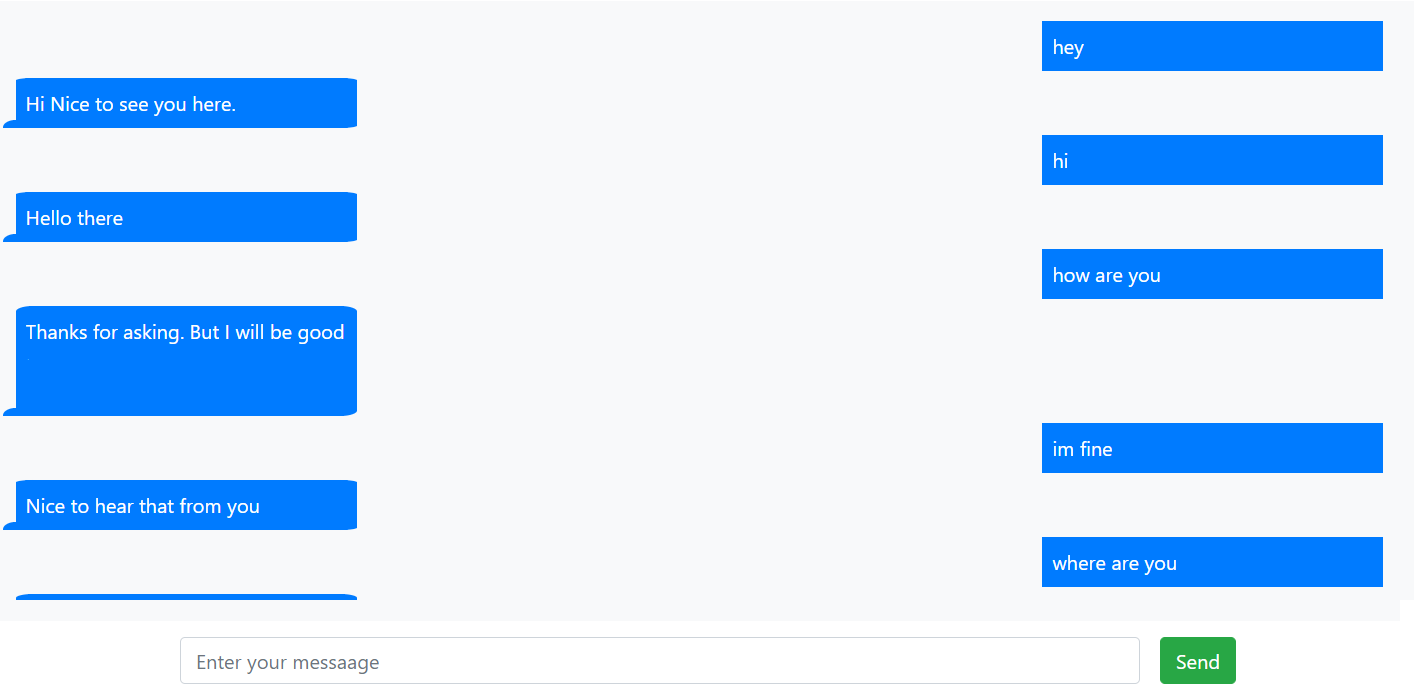 hey
Hi Nice to see you here.
hi
Hello there
how are you
Thanks for asking. But I will be good
im fine
Nice to hear that from you
where are you
Enter your messaage
Send